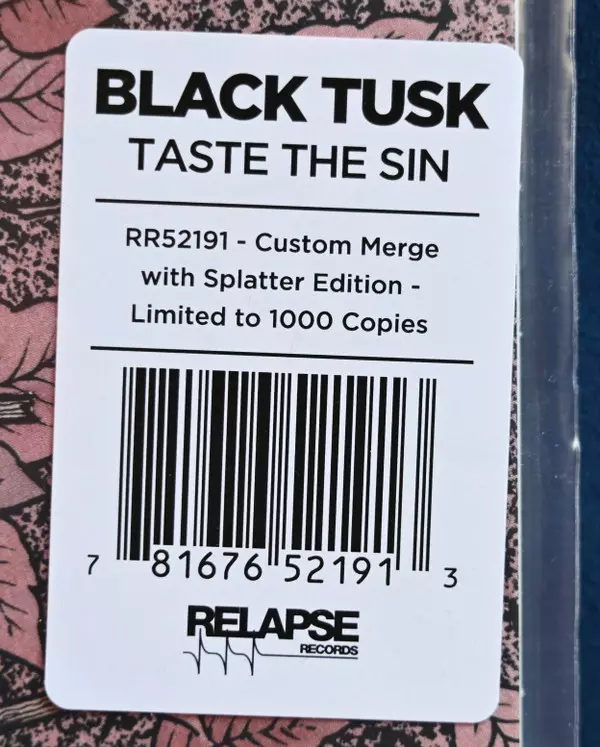 BLACK TUSK
TASTE THE SIN
RR52191 - Custom Merge
with Splatter Edition -
Limited to 1000 Copies
7 81676 52191 3
RELAPSE
RECORDS